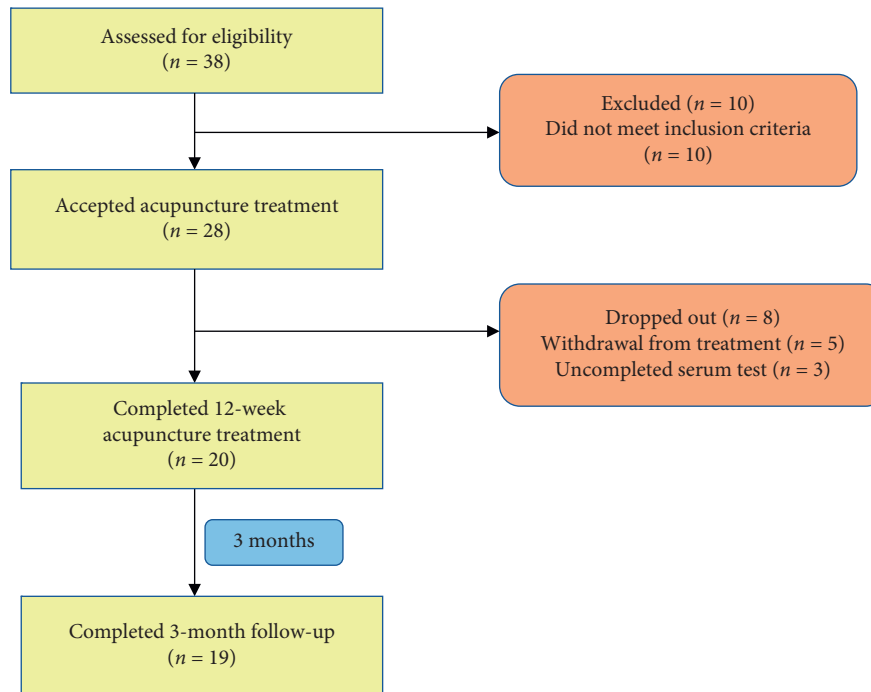 Assessed for eligibility
(n = 38)
Excluded (n = 10)
Did not meet inclusion criteria
(n = 10)
Accepted acupuncture treatment
(n = 28)
Dropped out (n = 8)
Withdrawal from treatment (n = 5)
Uncompleted serum test (n = 3)
Completed 12-week
acupuncture treatment
(n = 20)
3 months
Completed 3-month follow-up
(n = 19)